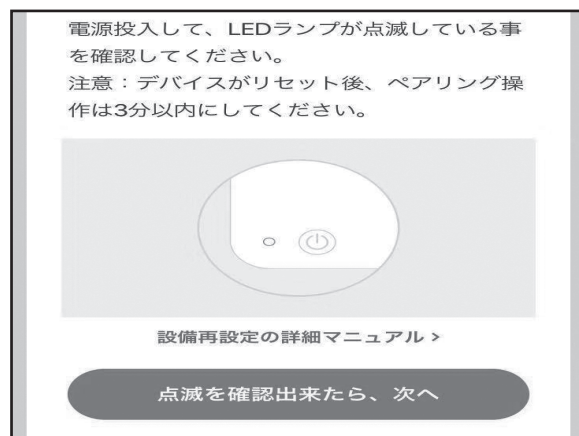 電源投入して、LEDランプが点滅している事
を確認してください。
注意：デバイスがリセット後、ペアリング操
作は3分以内にしてください。
設備再設定の詳細マニュアル >
点滅を確認出来たら、次へ